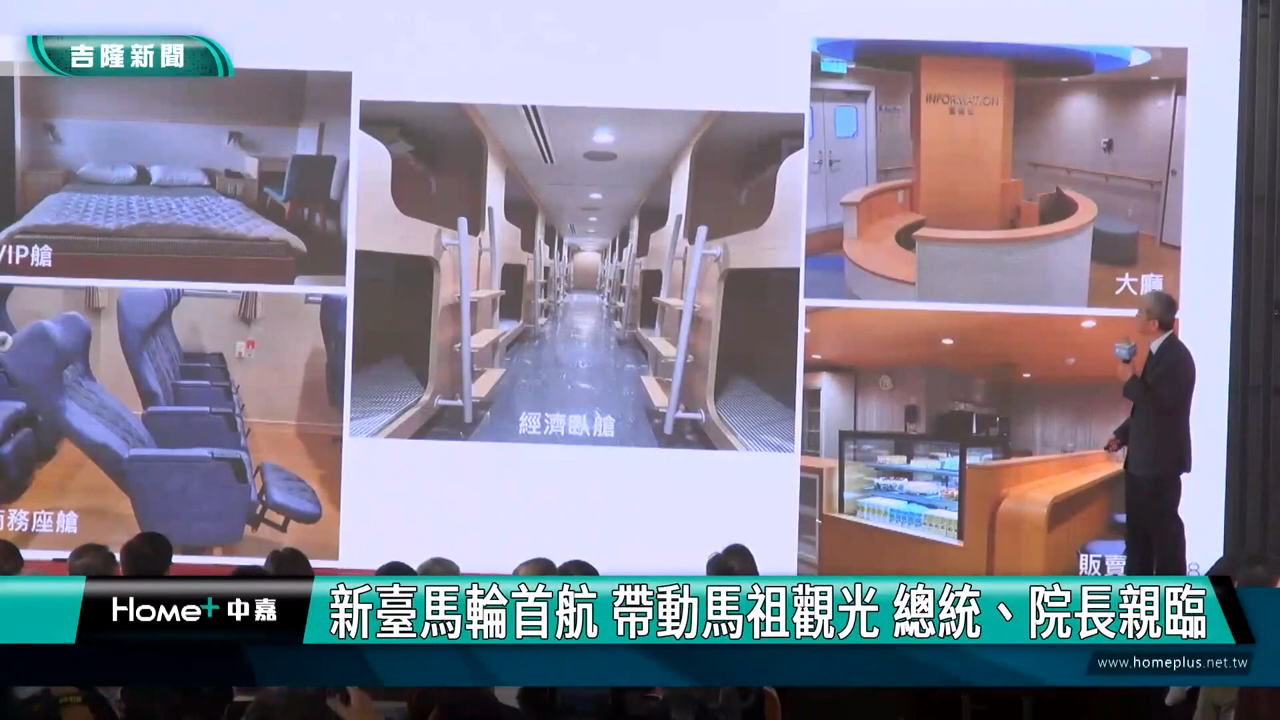 吉隆新聞
VIP艙
經濟臥艙
INFORMATION
大廳
務座艙
販賣
Home+ 中嘉
新臺馬輪首航 帶動馬祖觀光 總統、院長親臨
www.homeplus.net.tw